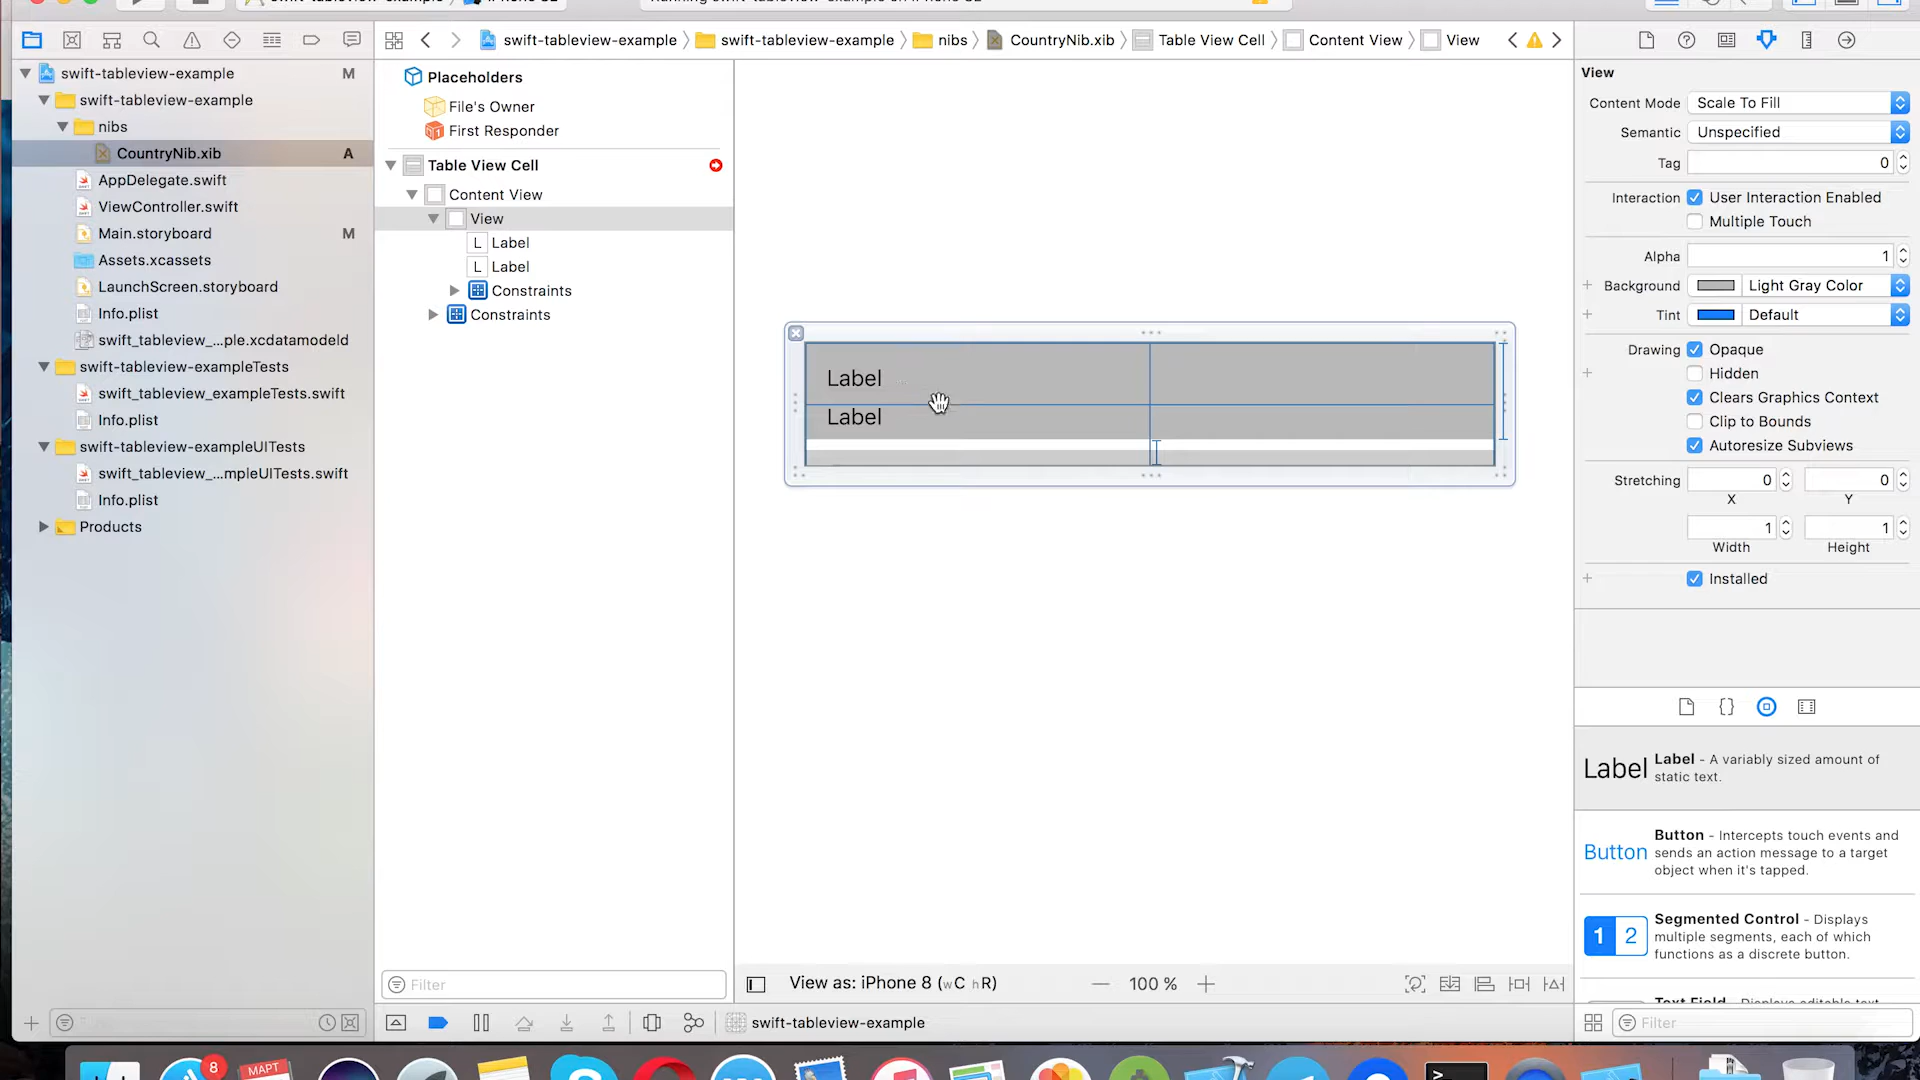 swift-tableview-example
swift-tableview-example
nibs
CountryNib.xib
Table View Cell
Content View
View
swift-tableview-example
M
swift-tableview-example
nibs
CountryNib.xib
A
AppDelegate.swift
ViewController.swift
Main.storyboard
M
Assets.xcassets
LaunchScreen.storyboard
Info.plist
swift_tableview_...ple.xcdatamodeld
swift-tableview-exampleTests
swift_tableview_exampleTests.swift
Info.plist
swift-tableview-exampleUITests
swift_tableview_...mpleUITests.swift
Info.plist
Products
Placeholders
File's Owner
First Responder
Table View Cell
Content View
View
L Label
L Label
Constraints
Constraints
Filter
Label
Label
View as: iPhone 8 (wC hR)
100 %
swift-tableview-example
View
Content Mode Scale To Fill
Semantic Unspecified
Tag 0
Interaction User Interaction Enabled
Multiple Touch
Alpha 1
Background Light Gray Color
Tint Default
Drawing Opaque
Hidden
Clears Graphics Context
Clip to Bounds
Autoresize Subviews
Stretching 0 0
X Y
1 1
Width Height
Installed
{}
Label
Label - A variably sized amount of
static text.
Button
Button - Intercepts touch events and
sends an action message to a target
object when it's tapped.
1 2
Segmented Control - Displays
multiple segments, each of which
functions as a discrete button.
Filter
8
МАРТ